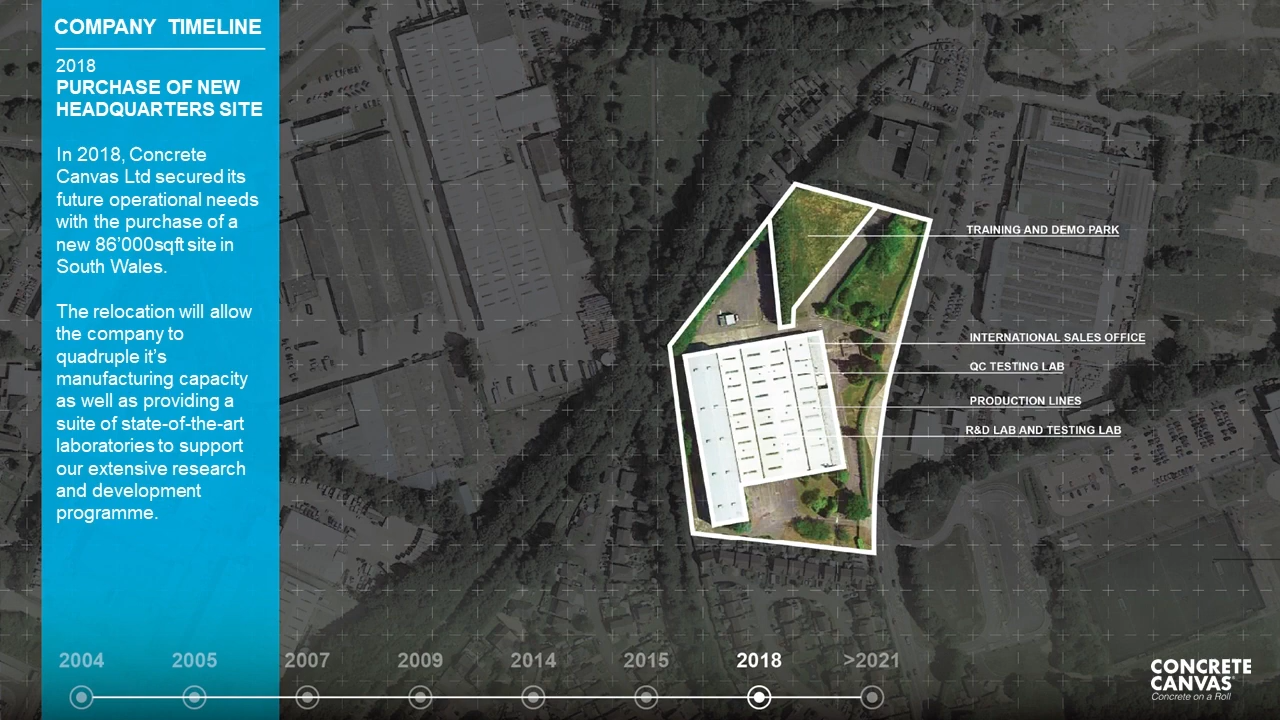 COMPANY TIMELINE
2018
PURCHASE OF NEW
HEADQUARTERS SITE
In 2018, Concrete
Canvas Ltd secured its
future operational needs
with the purchase of a
new 86’000sqft site in
South Wales.
The relocation will allow
the company to
quadruple it’s
manufacturing capacity
as well as providing a
suite of state-of-the-art
laboratories to support
our extensive research
and development
programme.
TRAINING AND DEMO PARK
INTERNATIONAL SALES OFFICE
QC TESTING LAB
PRODUCTION LINES
R&D LAB AND TESTING LAB
2004 2005 2007 2009 2014 2015 2018 >2021
CONCRETE
CANVAS®
Concrete on a Roll